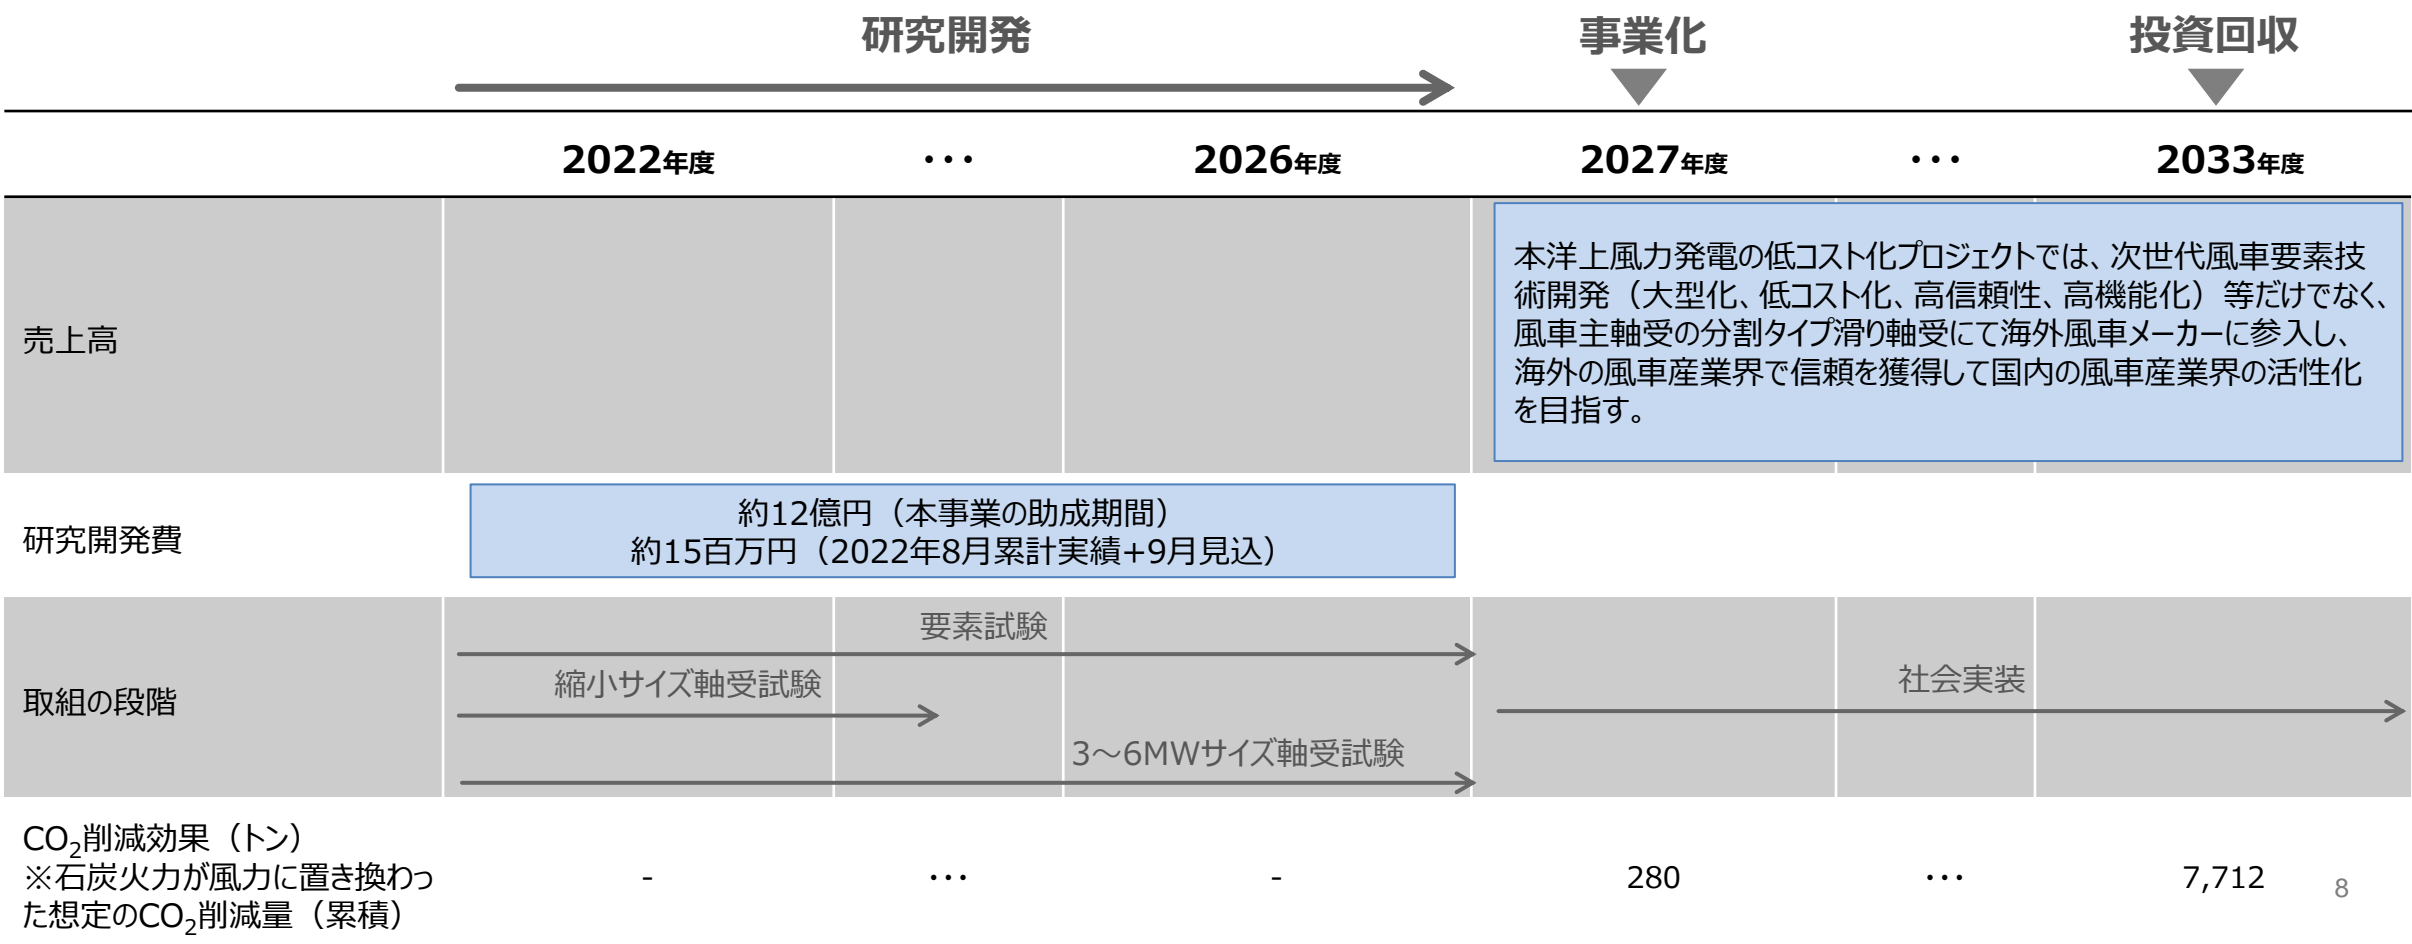 研究開発 事業化 投資回収
2022年度 ・・・ 2026年度 2027年度 ・・・ 2033年度
売上高
本洋上風力発電の低コスト化プロジェクトでは、次世代風車要素技
術開発（大型化、低コスト化、高信頼性、高機能化）等だけでなく、
風車主軸受の分割タイプ滑り軸受にて海外風車メーカーに参入し、
海外の風車産業界で信頼を獲得して国内の風車産業界の活性化
を目指す。
研究開発費
約12億円（本事業の助成期間）
約15百万円（2022年8月累計実績+9月見込）
取組の段階
要素試験
縮小サイズ軸受試験
3～6MWサイズ軸受試験
社会実装
CO₂削減効果（トン）
※石炭火力が風力に置き換わっ
た想定のCO₂削減量（累積）
- ・・・ - 280 ・・・ 7,712
8